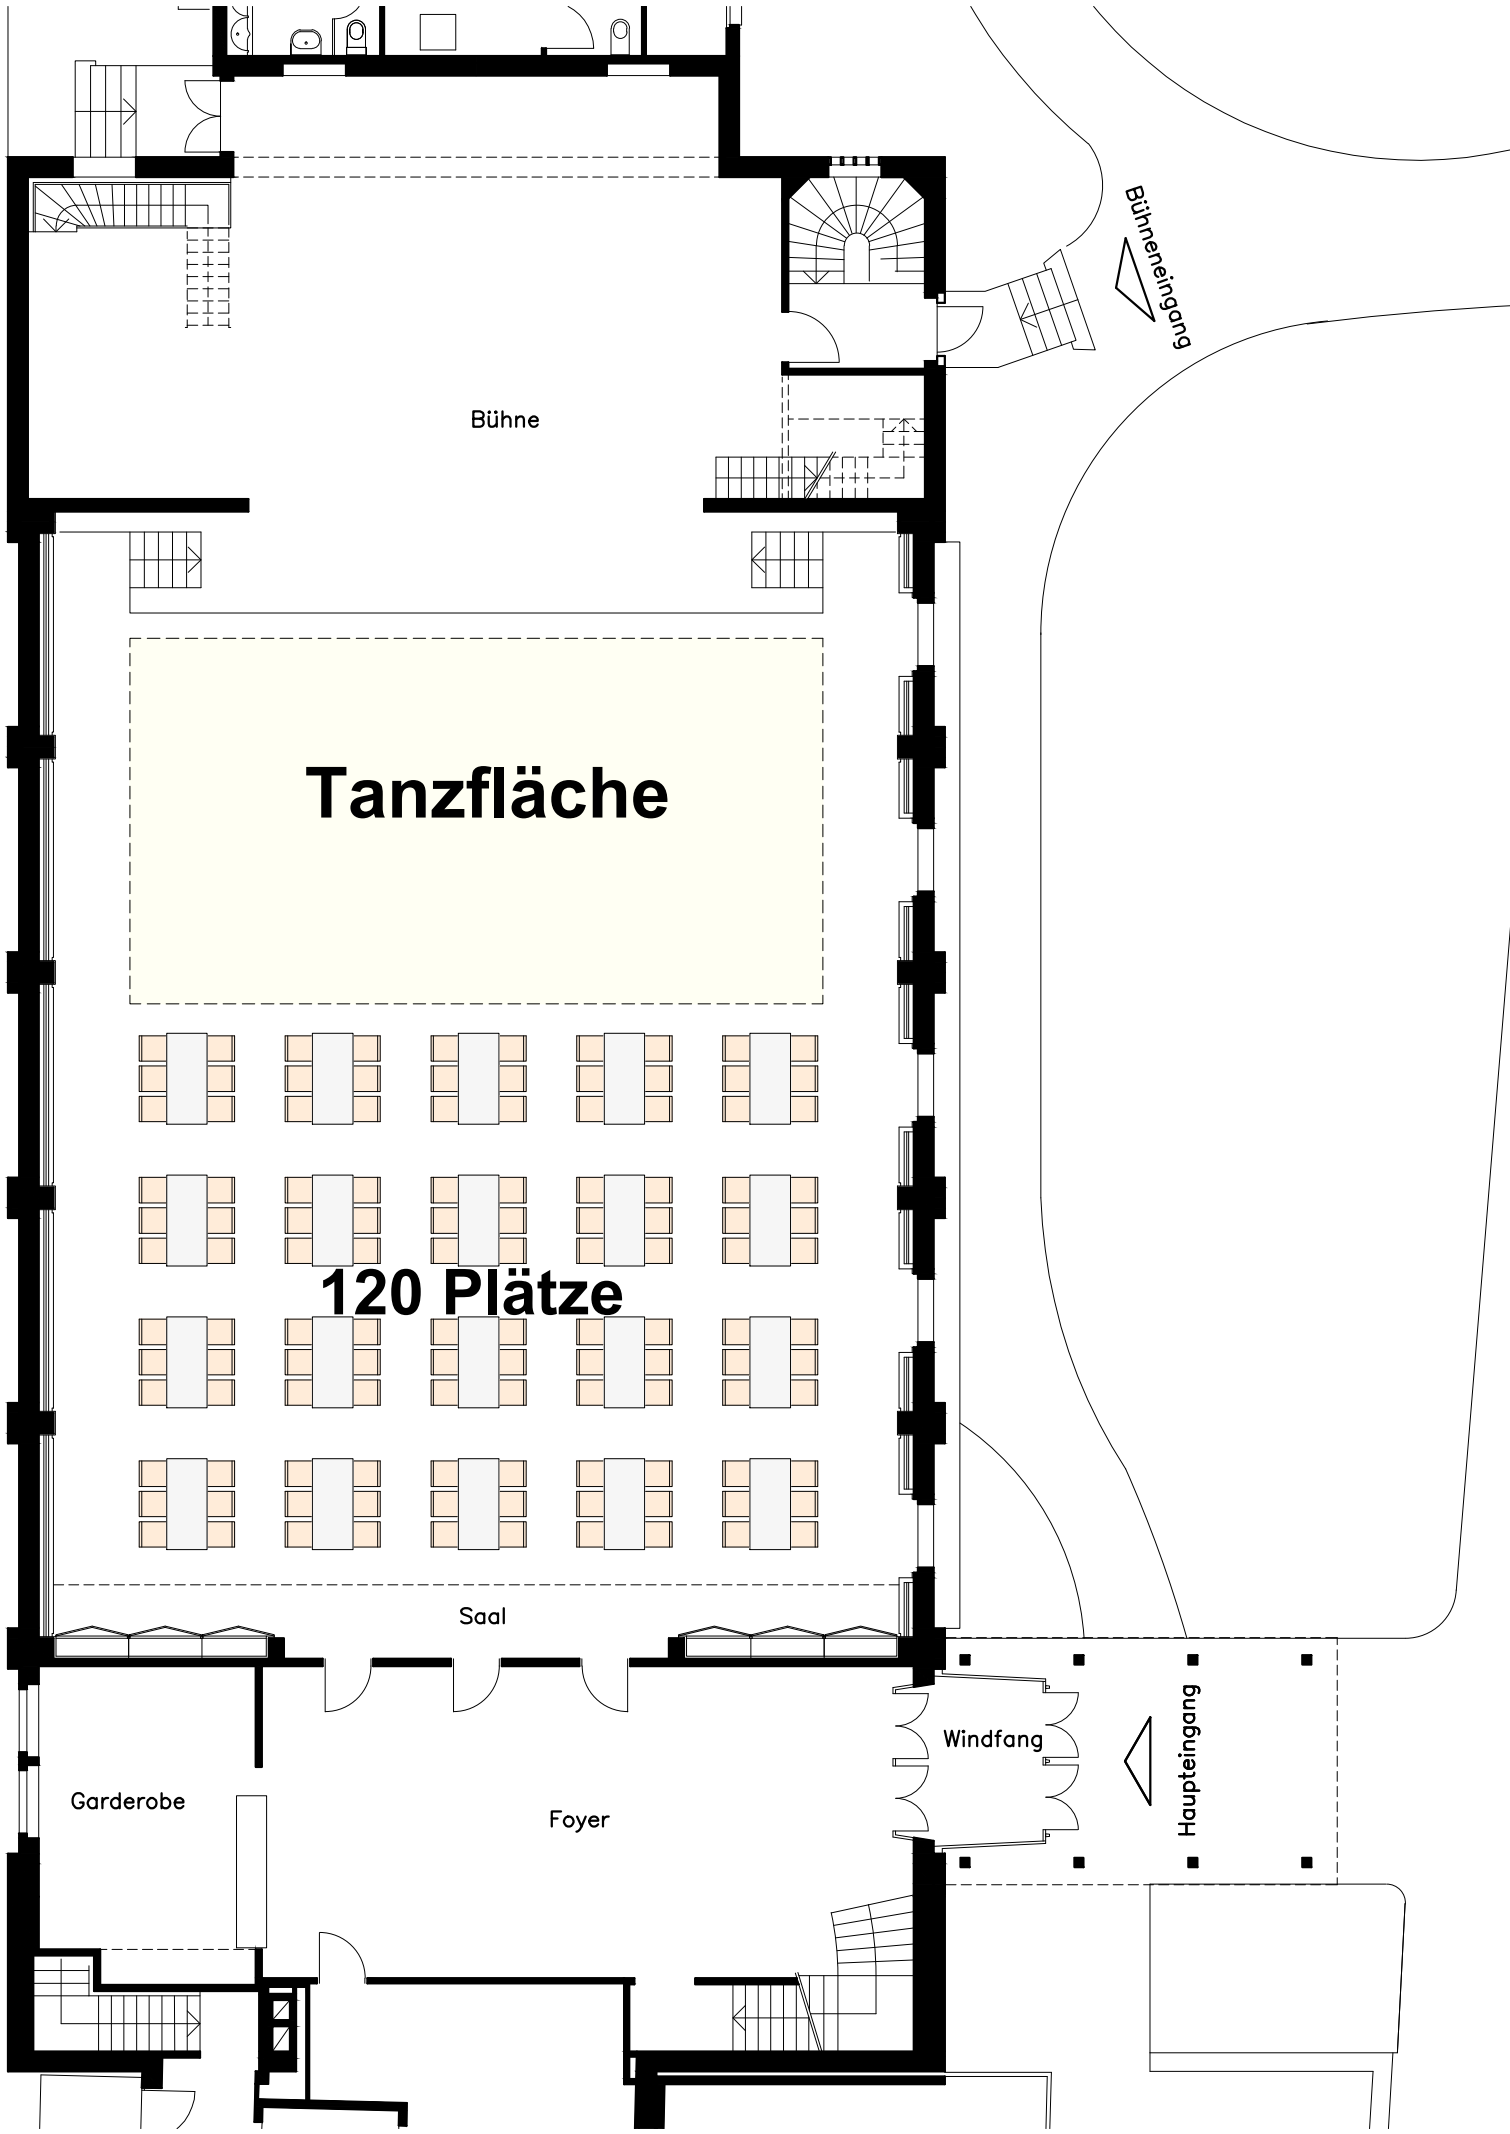 Bühneneingang
Bühne
Tanzfläche
120 Plätze
Saal
Windfang
Haupteingang
Garderobe
Foyer